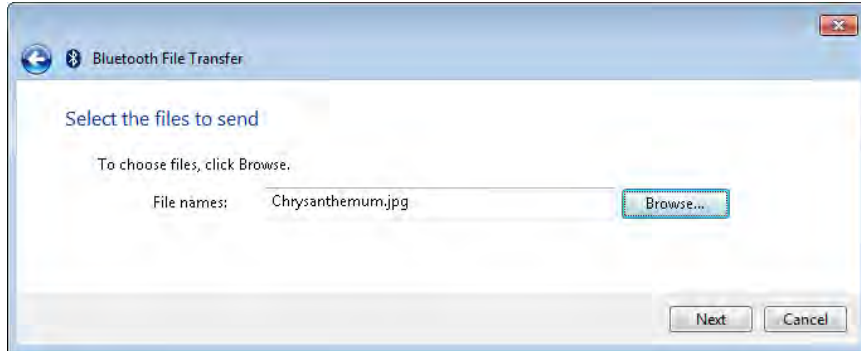 Bluetooth File Transfer
Select the files to send
To choose files, click Browse.
File names: Chrysanthemum.jpg Browse...
Next Cancel